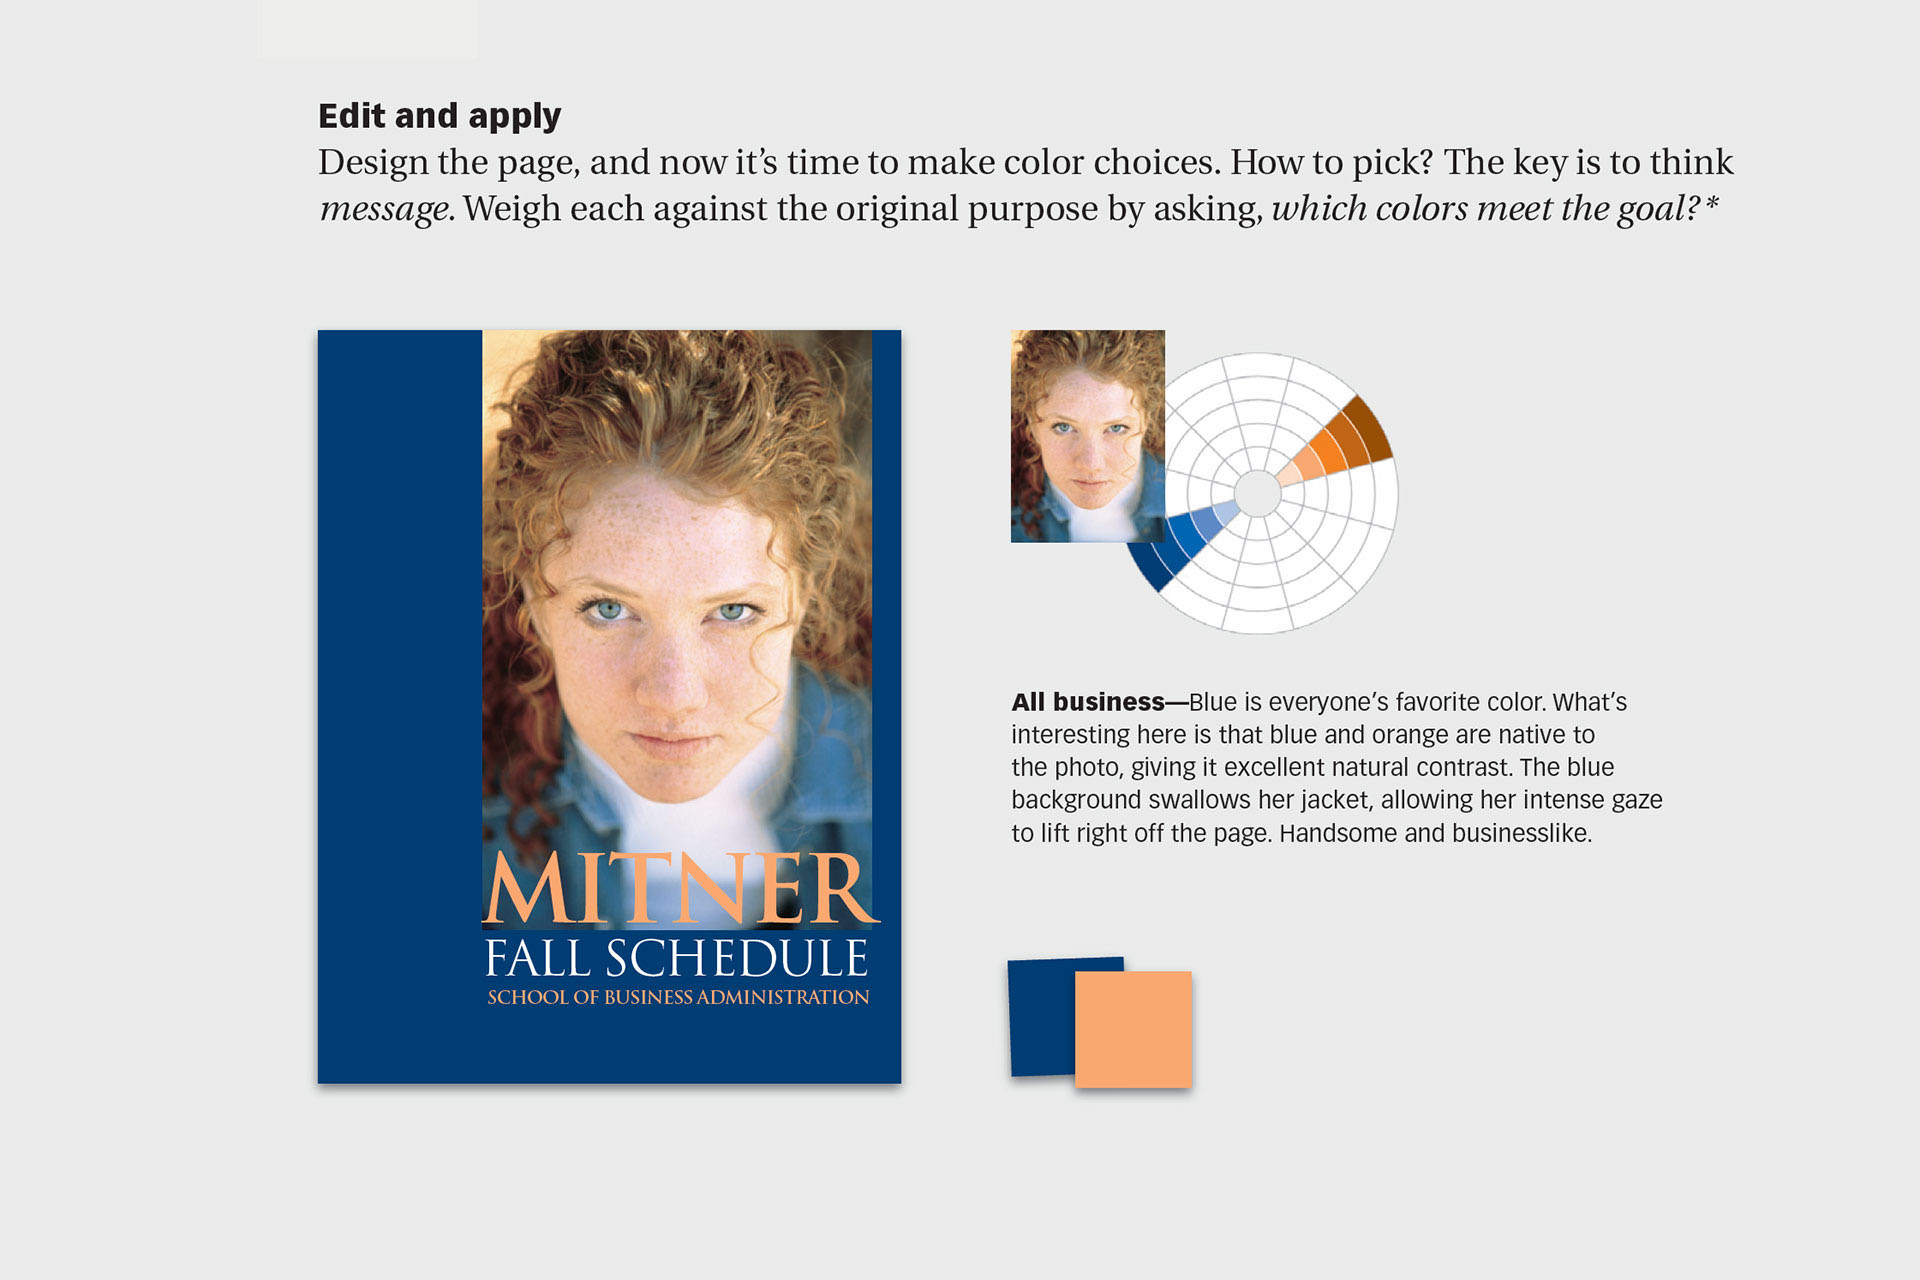 Edit and apply
Design the page, and now it’s time to make color choices. How to pick? The key is to think
message. Weigh each against the original purpose by asking, which colors meet the goal?*
MITNER
FALL SCHEDULE
SCHOOL OF BUSINESS ADMINISTRATION
All business—Blue is everyone’s favorite color. What’s
interesting here is that blue and orange are native to
the photo, giving it excellent natural contrast. The blue
background swallows her jacket, allowing her intense gaze
to lift right off the page. Handsome and businesslike.